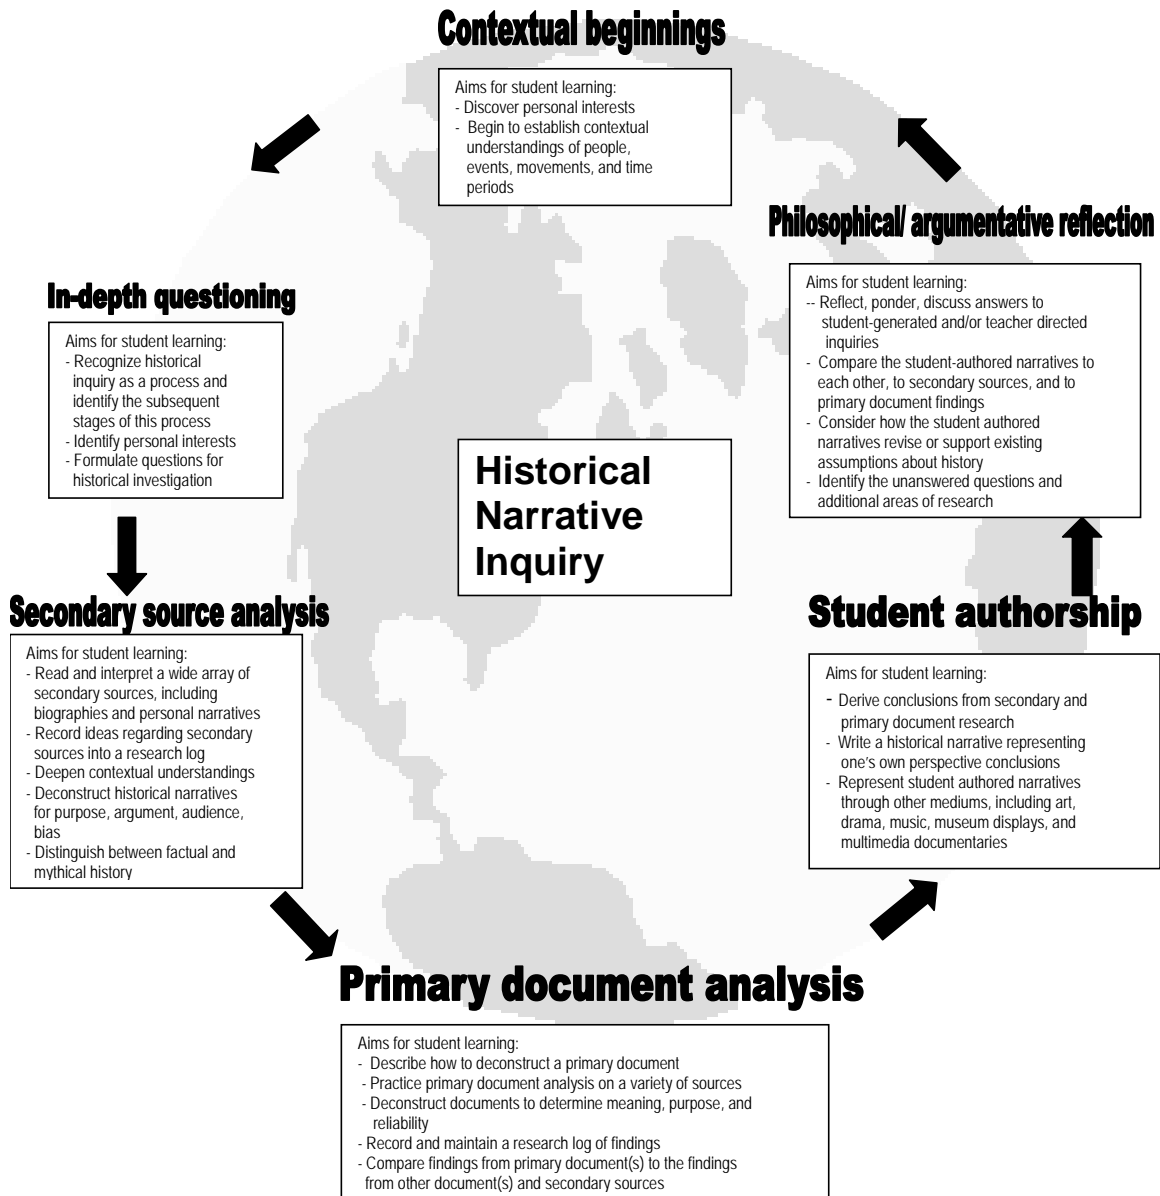 Contextual beginnings
Aims for student learning:
- Discover personal interests
- Begin to establish contextual
understandings of people,
events, movements, and time
periods
In-depth questioning
Aims for student learning:
- Recognize historical
inquiry as a process and
identify the subsequent
stages of this process
- Identify personal interests
- Formulate questions for
historical investigation
Secondary source analysis
Aims for student learning:
- Read and interpret a wide array of
secondary sources, including
biographies and personal narratives
- Record ideas regarding secondary
sources into a research log
- Deepen contextual understandings
- Deconstruct historical narratives
for purpose, argument, audience,
bias
- Distinguish between factual and
mythical history
Primary document analysis
Aims for student learning:
- Describe how to deconstruct a primary document
- Practice primary document analysis on a variety of sources
- Deconstruct documents to determine meaning, purpose, and
reliability
- Record and maintain a research log of findings
- Compare findings from primary document(s) to the findings
from other document(s) and secondary sources
Student authorship
Aims for student learning:
- Derive conclusions from secondary and
primary document research
- Write a historical narrative representing
one's own perspective conclusions
- Represent student authored narratives
through other mediums, including art,
drama, music, museum displays, and
multimedia documentaries
Philosophical/ argumentative reflection
Aims for student learning:
-- Reflect, ponder, discuss answers to
student-generated and/or teacher directed
inquiries
- Compare the student-authored narratives to
each other, to secondary sources, and to
primary document findings
- Consider how the student authored
narratives revise or support existing
assumptions about history
- Identify the unanswered questions and
additional areas of research
Historical
Narrative
Inquiry